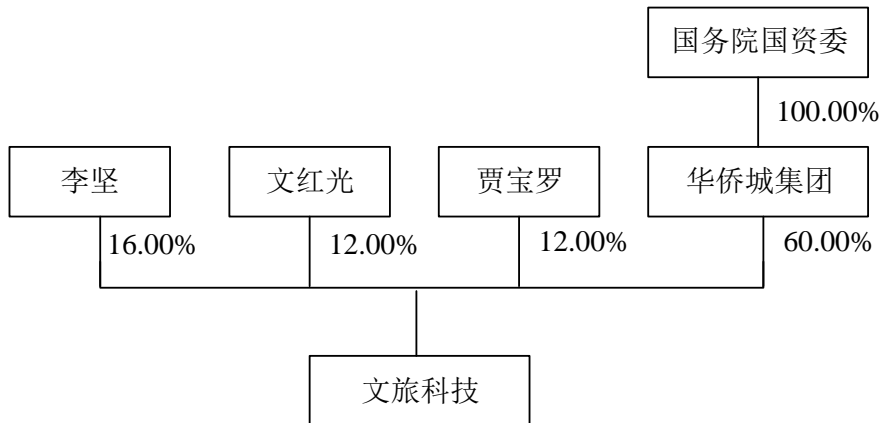 国务院国资委
100.00%
李坚
文红光
贾宝罗
华侨城集团
16.00%
12.00%
12.00%
60.00%
文旅科技